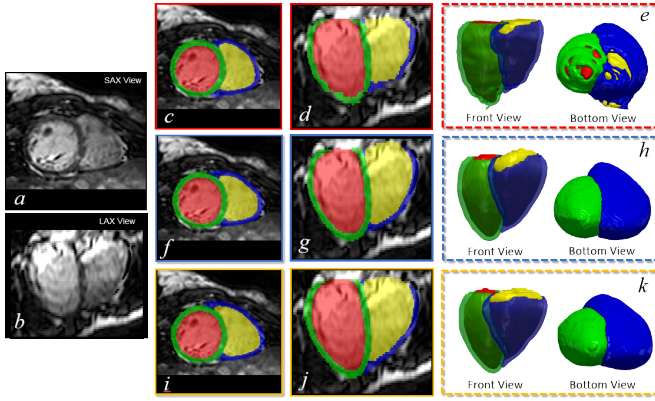 SAX View
a
LAX View
b
c
d
e
Front View
Bottom View
f
g
h
Front View
Bottom View
i
j
k
Front View
Bottom View